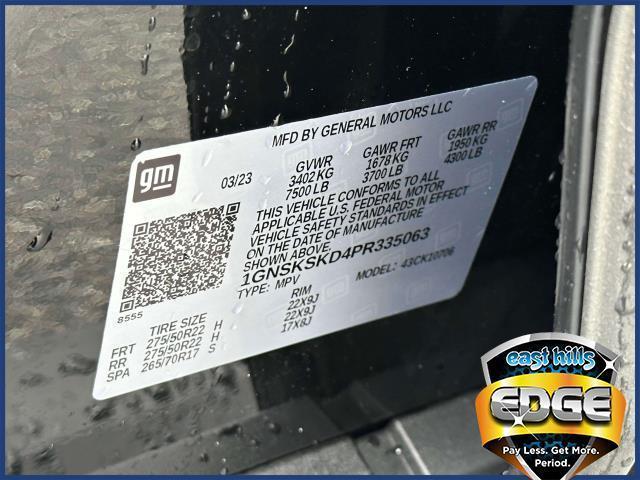 MFD BY GENERAL MOTORS LLC
gm
03/23
GVWR
3402 KG
7500 LB
GAWR FRT
1678 KG
3700 LB
GAWR RR
1950 KG
4300 LB
THIS VEHICLE CONFORMS TO ALL
APPLICABLE U.S. FEDERAL MOTOR
VEHICLE SAFETY STANDARDS IN EFFECT
ON THE DATE OF MANUFACTURE
SHOWN ABOVE.
1GNSKSKD4PR335063
TYPE: MPV MODEL: 43CK10706
8555
TIRE SIZE RIM
FRT 275/50R22 H 22X9J
RR 275/50R22 H 22X9J
SPA 265/70R17 S 17X8J
east hills
EDGE
Pay Less. Get More.
Period.